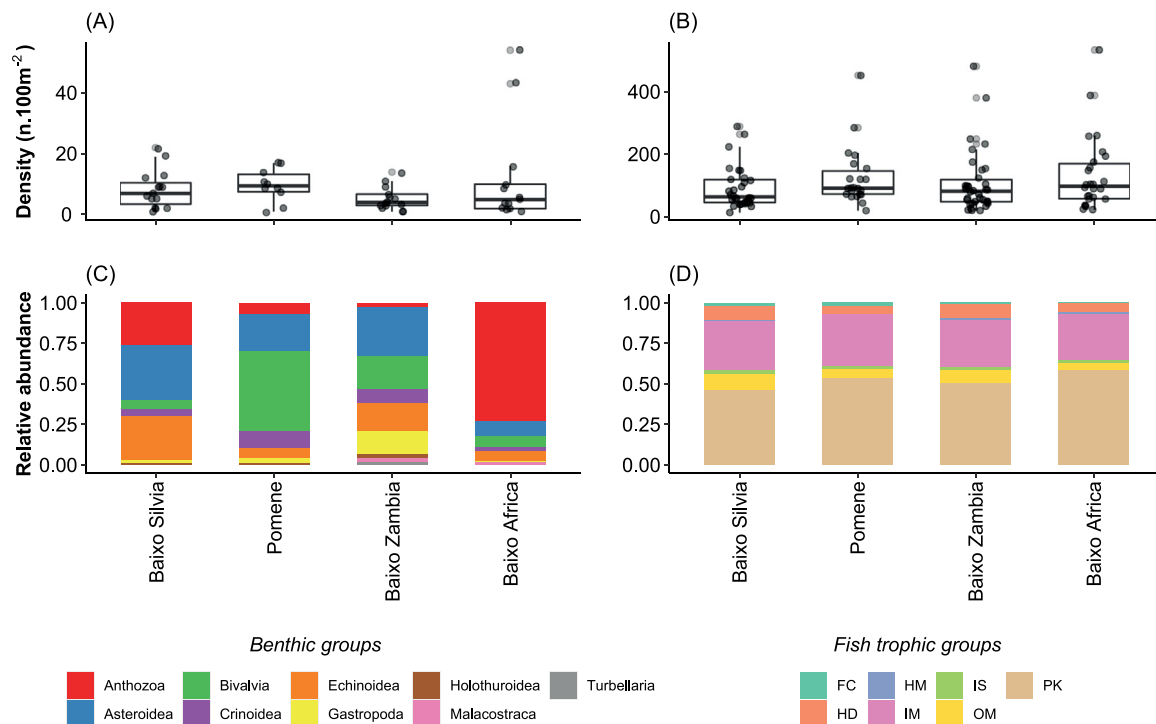 (A)
Density (n.100m-2)
40
20
0
(B)
400
200
0
(C)
Relative abundance
1.00
0.75
0.50
0.25
0.00
Baixo Silvia
Pomene
Baixo Zambia
Baixo Africa
(D)
1.00
0.75
0.50
0.25
0.00
Baixo Silvia
Pomene
Baixo Zambia
Baixo Africa
Benthic groups
Anthozoa Bivalvia Echinoidea Holothuroidea Turbellaria
Asteroidea Crinoidea Gastropoda Malacostraca
Fish trophic groups
FC HM IS PK
HD IM OM